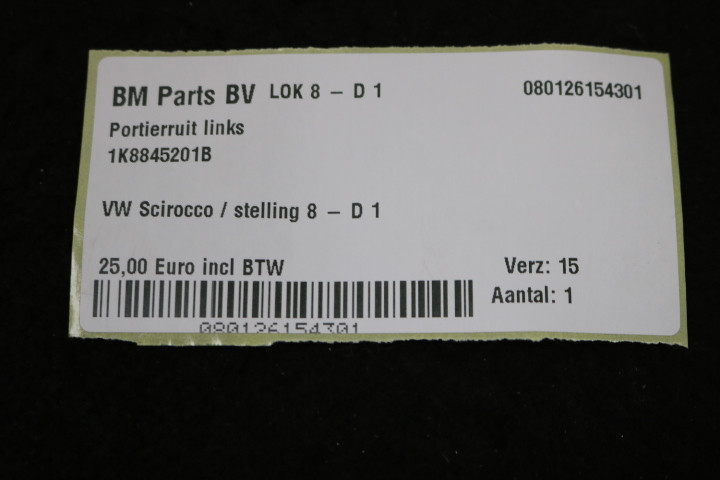 BM Parts BV LOK 8 – D 1 080126154301
Portierruit links
1K8845201B
VW Scirocco / stelling 8 – D 1
25,00 Euro incl BTW Verz: 15
Aantal: 1
080126154301